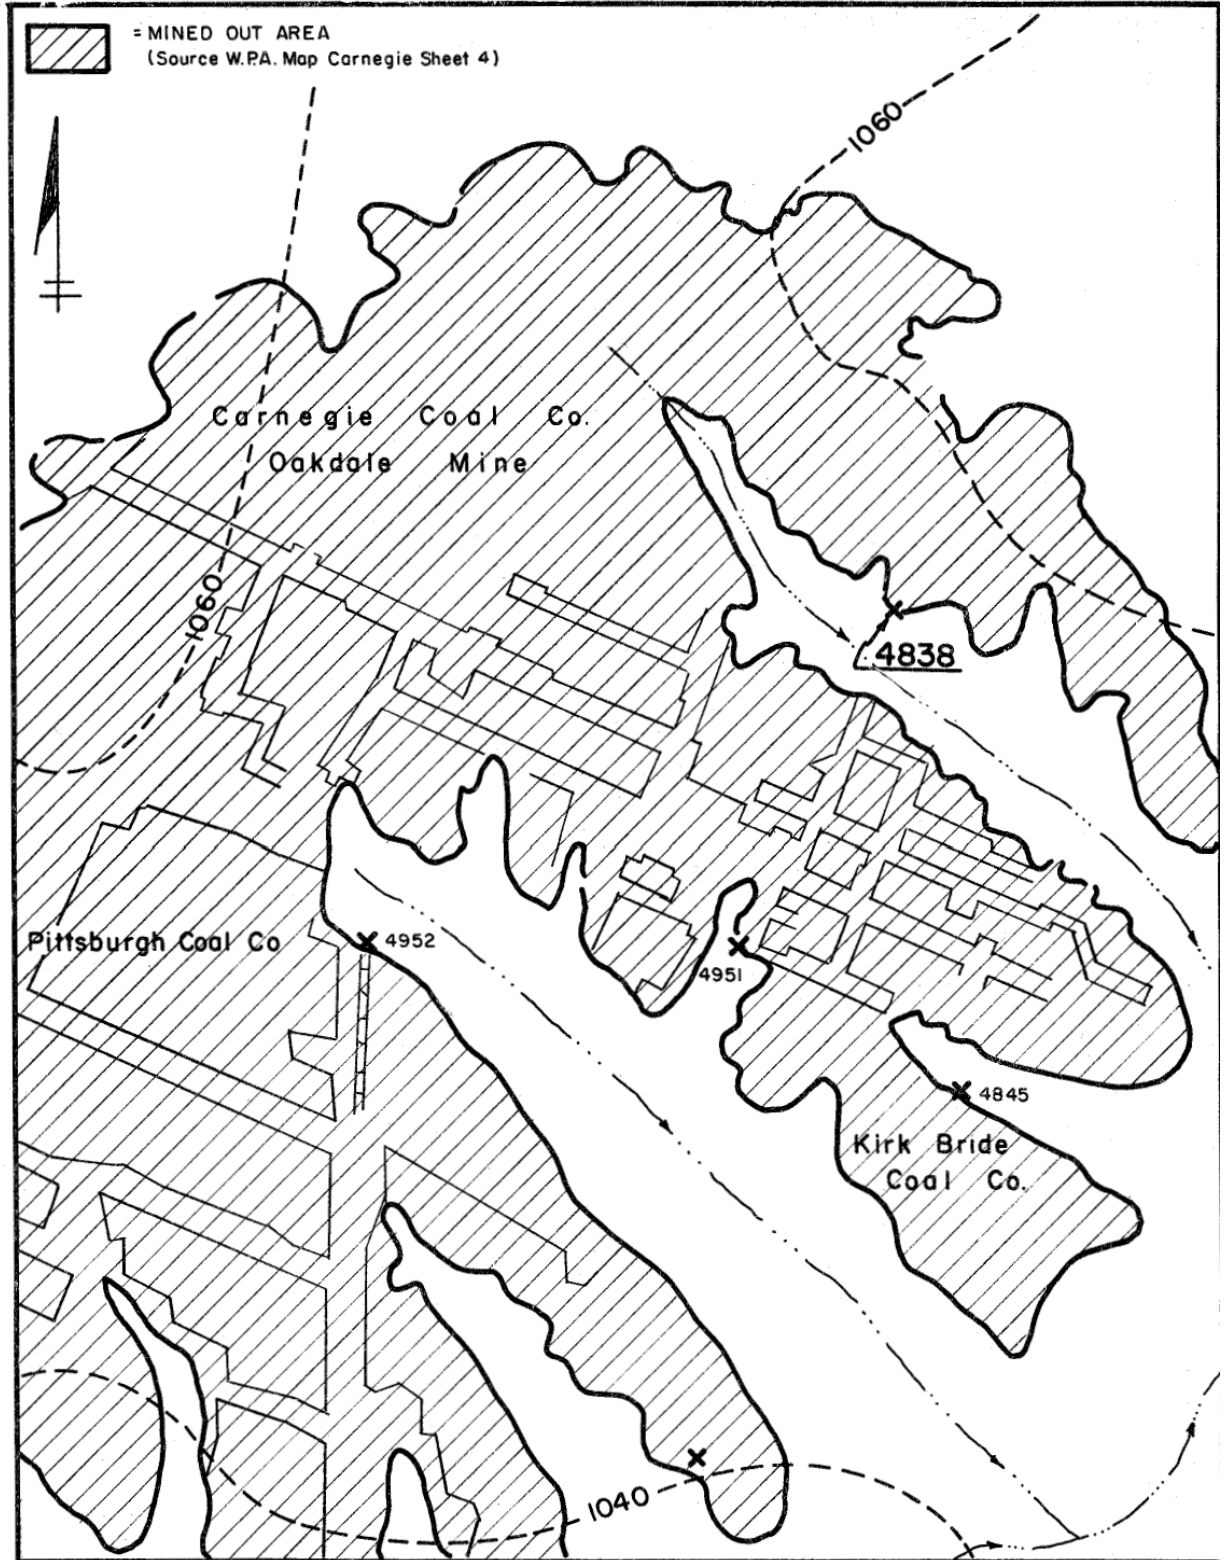 = MINED OUT AREA
(Source W.P.A. Map Carnegie Sheet 4)
1060
Carnegie Coal Co.
Oakdale Mine
1060
4838
Pittsburgh Coal Co
4952
4951
4845
Kirk Bride
Coal Co.
1040